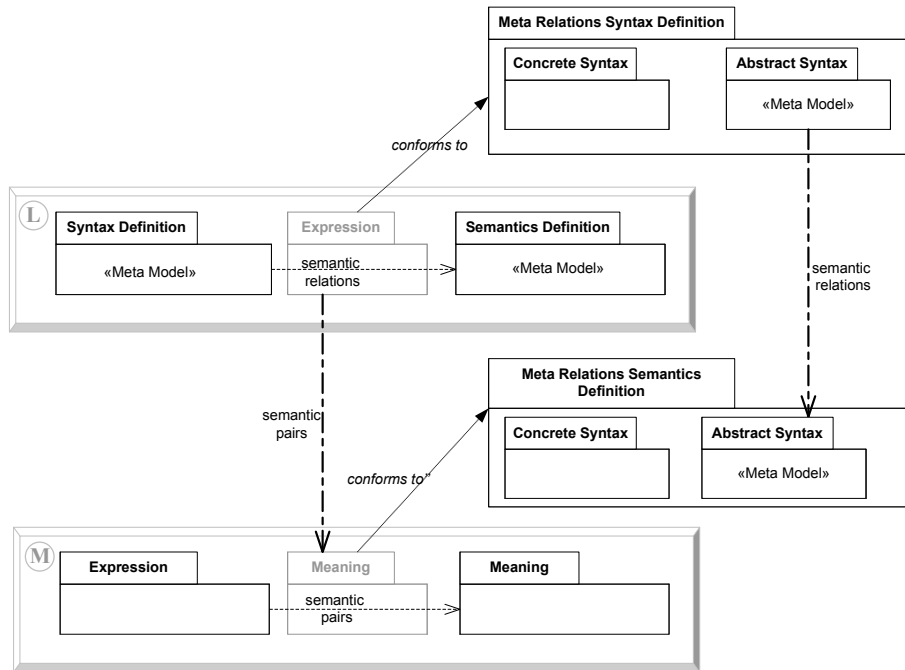 Meta Relations Syntax Definition
Concrete Syntax
Abstract Syntax
«Meta Model»
conforms to
L
Syntax Definition
Expression
Semantics Definition
«Meta Model»
semantic
relations
«Meta Model»
semantic
relations
Meta Relations Semantics
Definition
semantic
pairs
Concrete Syntax
Abstract Syntax
«Meta Model»
conforms to”
M
Expression
Meaning
Meaning
semantic
pairs